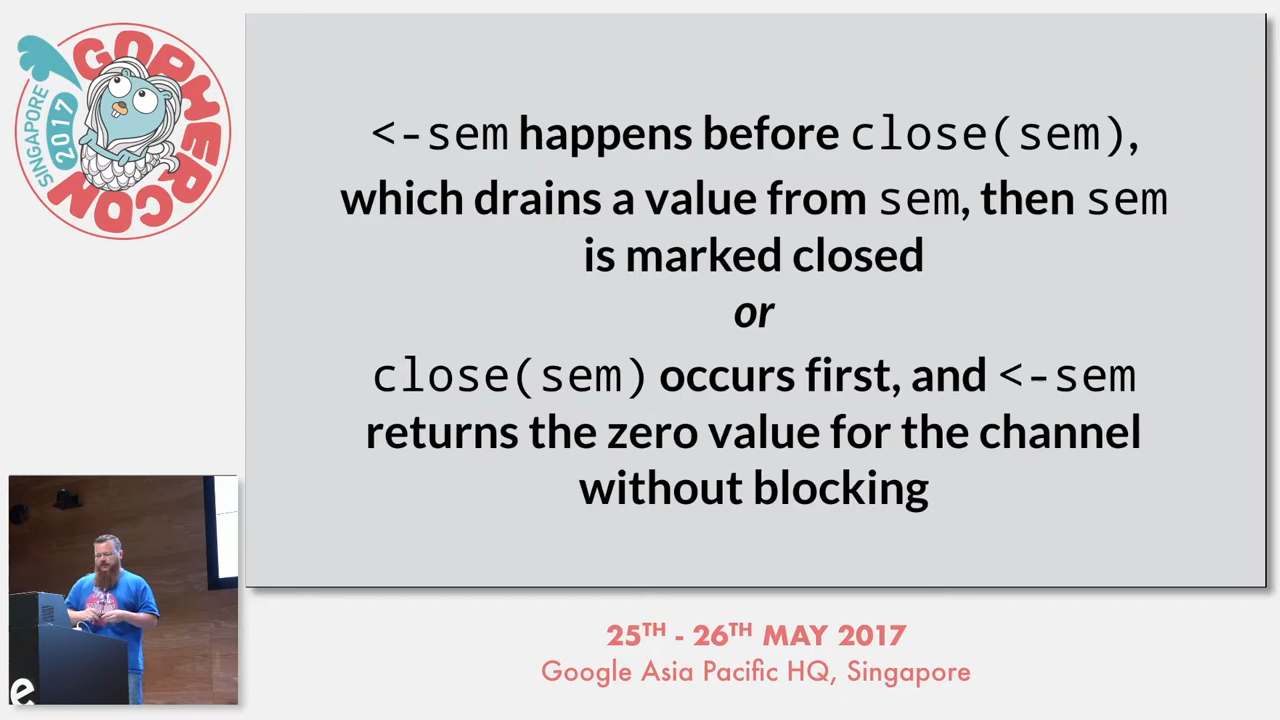 GOPHERCON
SINGAPORE
2017
<-sem happens before close(sem),
which drains a value from sem, then sem
is marked closed
or
close(sem) occurs first, and <-sem
returns the zero value for the channel
without blocking
e
25TH - 26TH MAY 2017
Google Asia Pacific HQ, Singapore